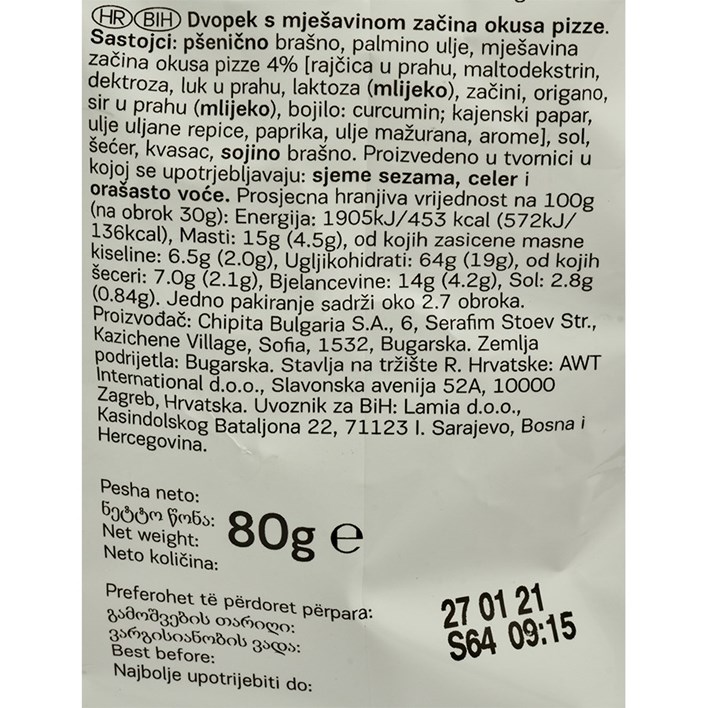 HR BIH Dvopek s mješavinom začina okusa pizze.
Sastojci: pšenično brašno, palmino ulje, mješavina
začina okusa pizze 4% [rajčica u prahu, maltodekstrin,
dektroza, luk u prahu, laktoza (mlijeko), začini, origano,
sir u prahu (mlijeko), bojilo: curcumin; kajenski papar,
ulje uljane repice, paprika, ulje mažurana, arome], sol,
šećer, kvasac, sojino brašno. Proizvedeno u tvornici u
kojoj se upotrjebljavaju: sjeme sezama, celer i
orašasto voće. Prosjecna hranjiva vrijednost na 100g
(na obrok 30g): Energija: 1905kJ/453 kcal (572kJ/
136kcal), Masti: 15g (4.5g), od kojih zasicene masne
kiseline: 6.5g (2.0g), Ugljikohidrati: 64g (19g), od kojih
šeceri: 7.0g (2.1g), Bjelancevine: 14g (4.2g), Sol: 2.8g
(0.84g). Jedno pakiranje sadrži oko 2.7 obroka.
Proizvođač: Chipita Bulgaria S.A., 6, Serafim Stoev Str.,
Kazichene Village, Sofia, 1532, Bugarska. Zemlja
podrijetla: Bugarska. Stavlja na tržište R. Hrvatske: AWT
International d.o.o., Slavonska avenija 52A, 10000
Zagreb, Hrvatska. Uvoznik za BiH: Lamia d.o.o.,
Kasindolskog Bataljona 22, 71123 I. Sarajevo, Bosna i
Hercegovina.
Pesha neto:
ნეტტო წონა:
Net weight:
Neto količina:
80g e
Preferohet të përdoret përpara:
გამოშვების თარიღი:
ვარგისიანობის ვადა:
Best before:
Najbolje upotrijebiti do:
27 01 21
S64 09:15